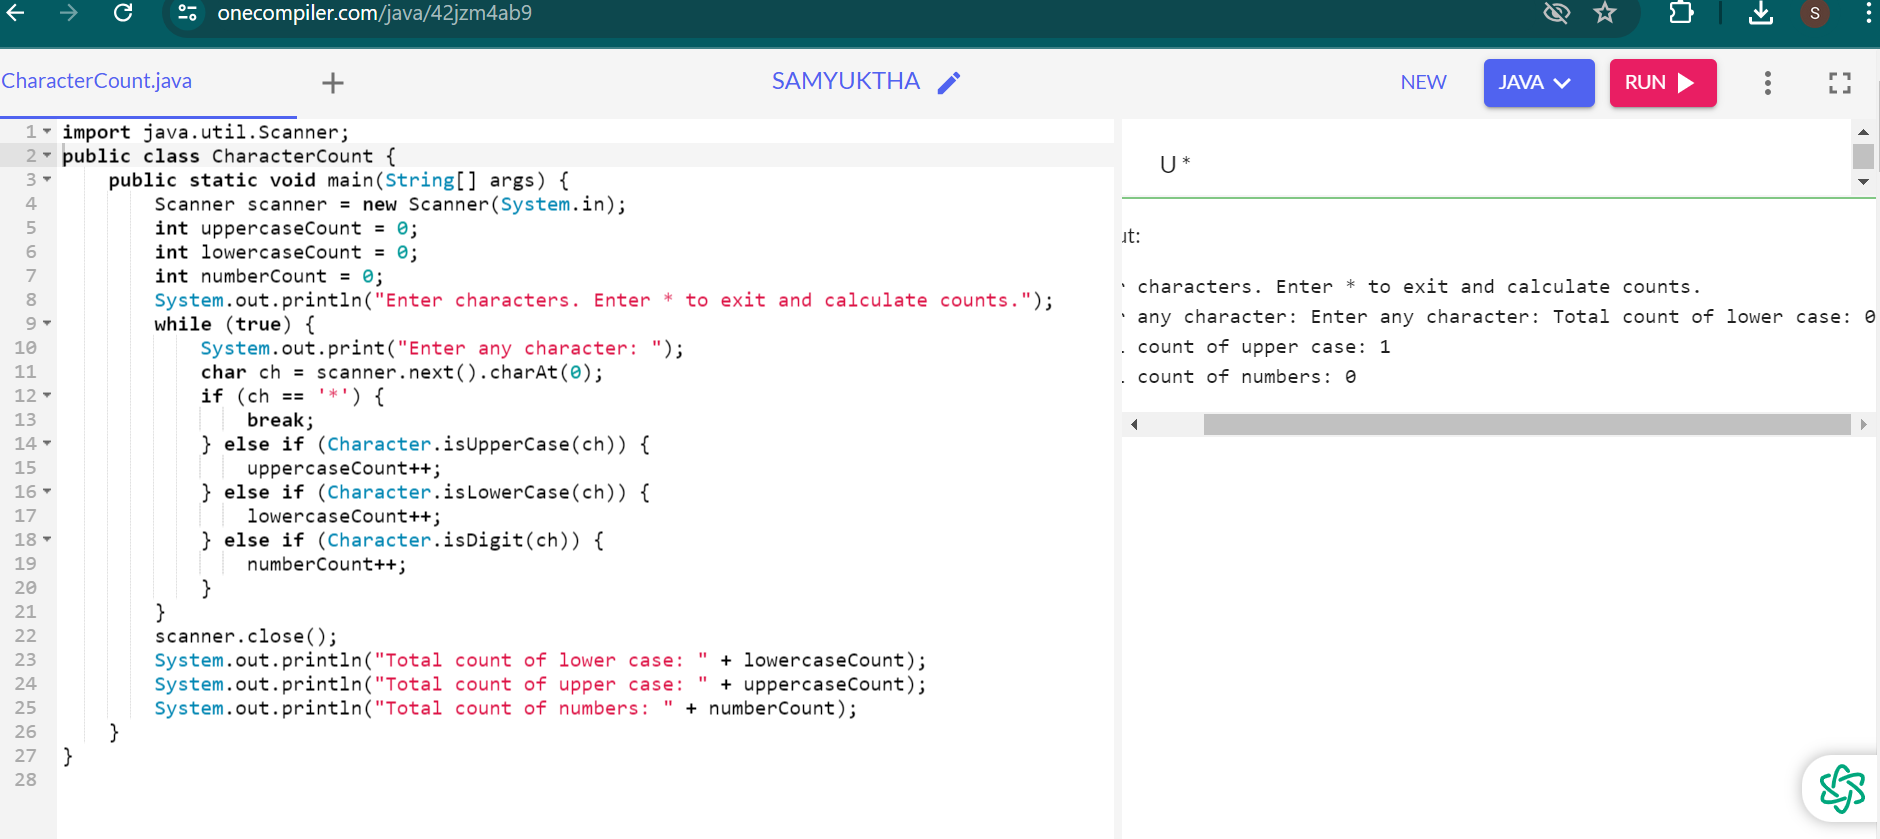 onecompiler.com/java/42jzm4ab9
S
CharacterCount.java
SAMYUKTHA
NEW
JAVA
RUN
1 import java.util.Scanner;
2 public class CharacterCount {
3 public static void main(String[] args) {
4 Scanner scanner = new Scanner(System.in);
5 int uppercaseCount = 0;
6 int lowercaseCount = 0;
7 int numberCount = 0;
8 System.out.println("Enter characters. Enter * to exit and calculate counts.");
9 while (true) {
10 System.out.print("Enter any character: ");
11 char ch = scanner.next().charAt(0);
12 if (ch == '*') {
13 break;
14 } else if (Character.isUpperCase(ch)) {
15 uppercaseCount++;
16 } else if (Character.isLowerCase(ch)) {
17 lowercaseCount++;
18 } else if (Character.isDigit(ch)) {
19 numberCount++;
20 }
21 }
22 scanner.close();
23 System.out.println("Total count of lower case: " + lowercaseCount);
24 System.out.println("Total count of upper case: " + uppercaseCount);
25 System.out.println("Total count of numbers: " + numberCount);
26 }
27 }
28
U *
ut:
characters. Enter * to exit and calculate counts.
any character: Enter any character: Total count of lower case: 0
count of upper case: 1
count of numbers: 0